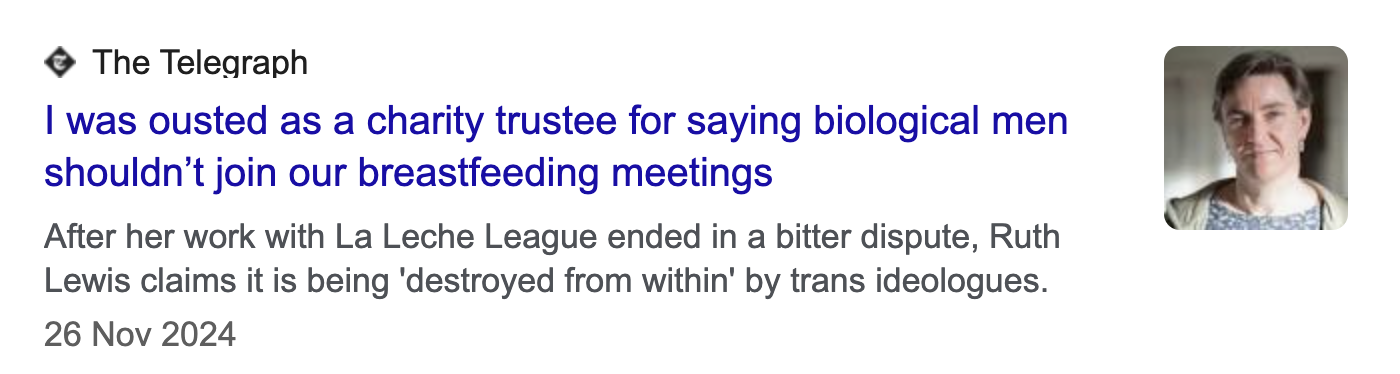 The Telegraph
I was ousted as a charity trustee for saying biological men
shouldn’t join our breastfeeding meetings
After her work with La Leche League ended in a bitter dispute, Ruth
Lewis claims it is being 'destroyed from within' by trans ideologues.
26 Nov 2024